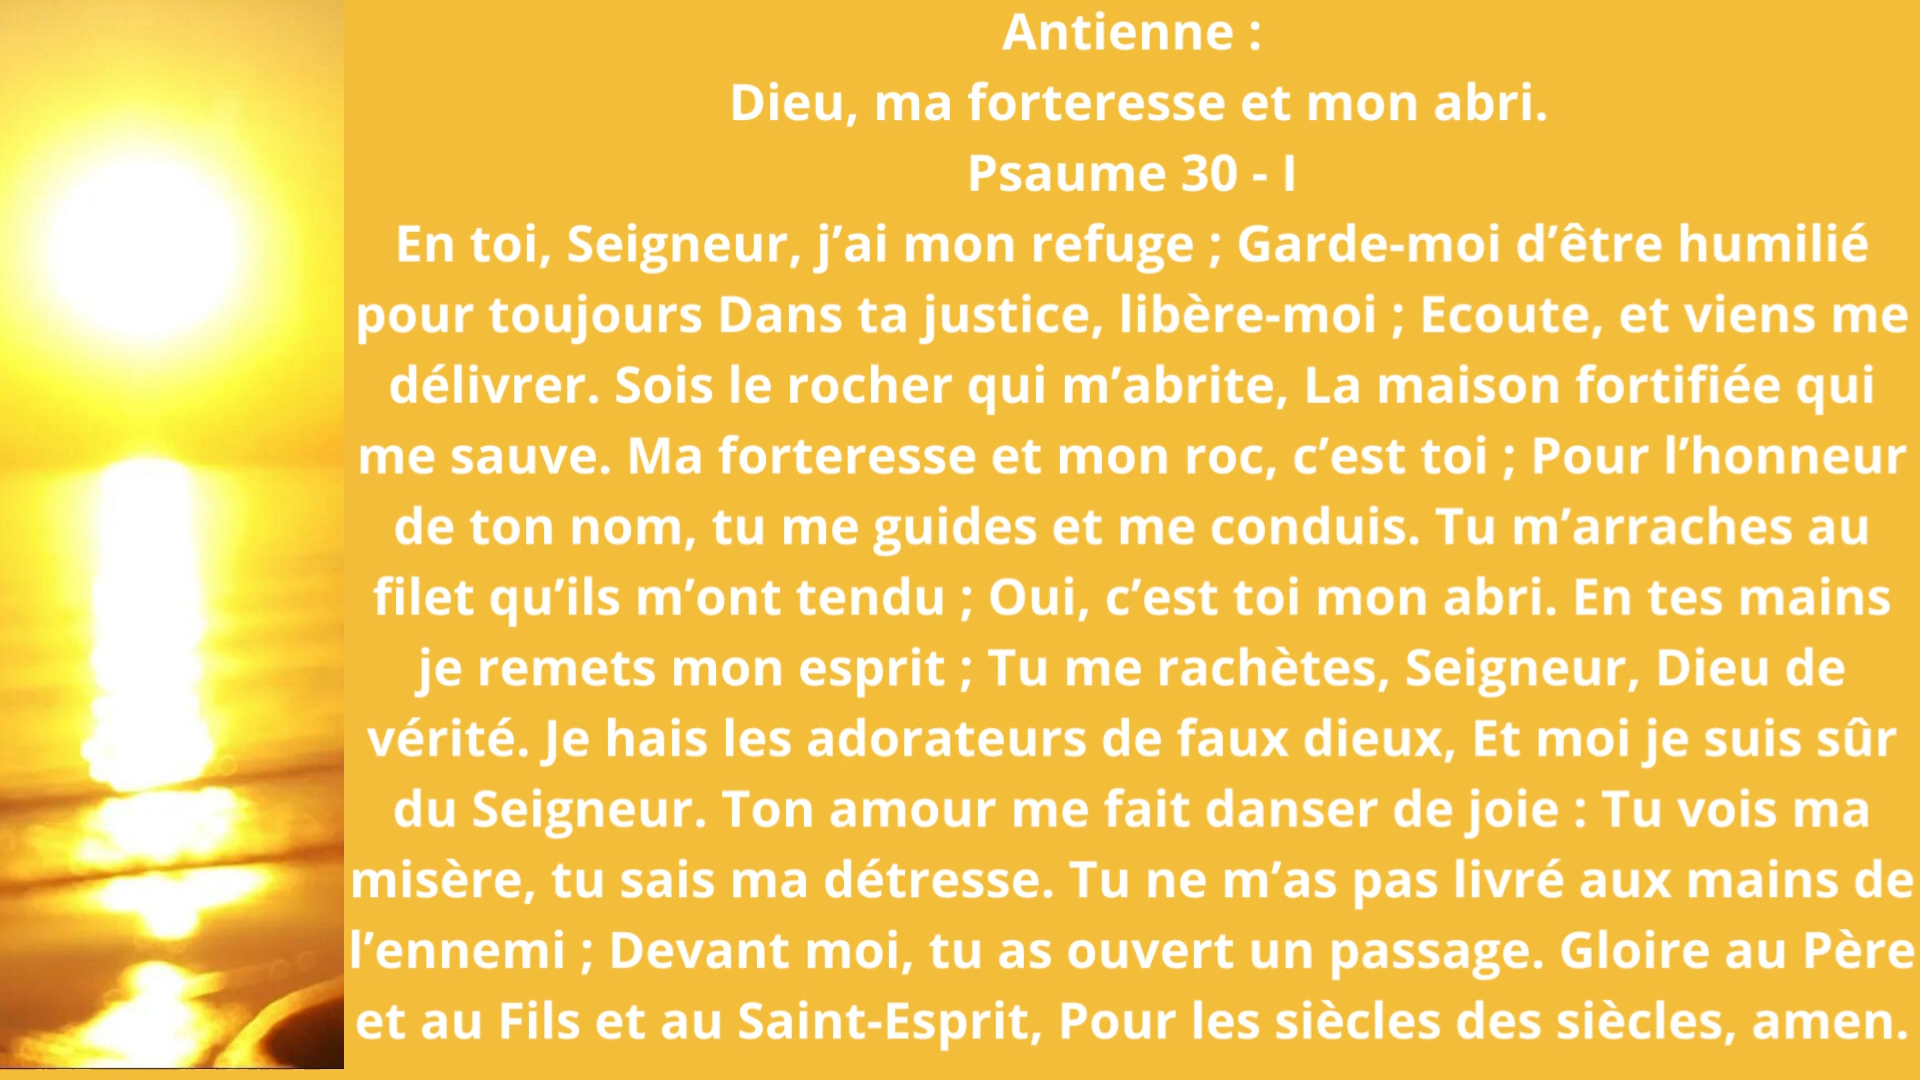 Antienne :
Dieu, ma forteresse et mon abri.
Psaume 30 - I
En toi, Seigneur, j’ai mon refuge ; Garde-moi d’être humilié
pour toujours Dans ta justice, libère-moi ; Ecoute, et viens me
délivrer. Sois le rocher qui m’abrite, La maison fortifiée qui
me sauve. Ma forteresse et mon roc, c’est toi ; Pour l’honneur
de ton nom, tu me guides et me conduis. Tu m’arraches au
filet qu’ils m’ont tendu ; Oui, c’est toi mon abri. En tes mains
je remets mon esprit ; Tu me rachètes, Seigneur, Dieu de
vérité. Je hais les adorateurs de faux dieux, Et moi je suis sûr
du Seigneur. Ton amour me fait danser de joie : Tu vois ma
misère, tu sais ma détresse. Tu ne m’as pas livré aux mains de
l’ennemi ; Devant moi, tu as ouvert un passage. Gloire au Père
et au Fils et au Saint-Esprit, Pour les siècles des siècles, amen.